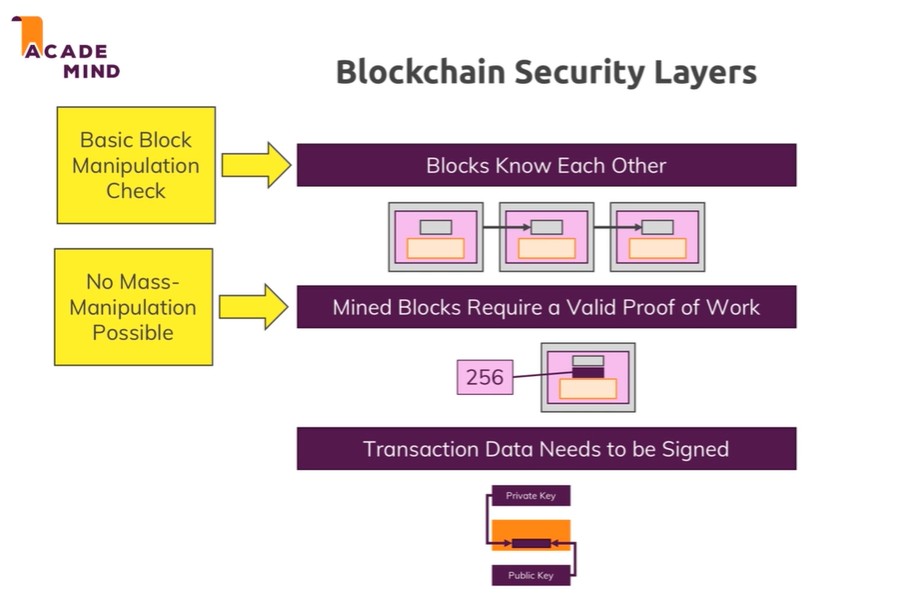 ACADE
MIND
Blockchain Security Layers
Basic Block
Manipulation
Check
Blocks Know Each Other
No Mass-
Manipulation
Possible
Mined Blocks Require a Valid Proof of Work
256
Transaction Data Needs to be Signed
Private Key
Public Key